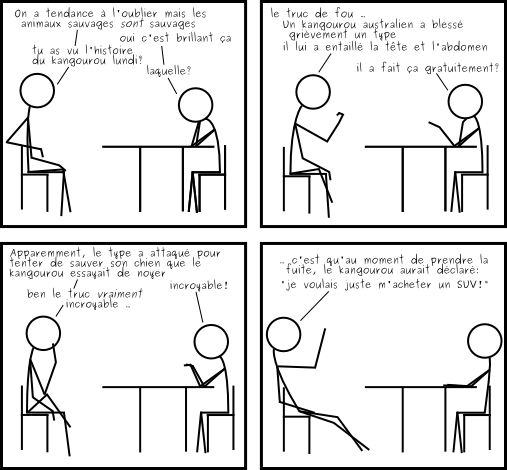 On a tendance à l'oublier mais les
animaux sauvages sont sauvages
oui c'est brillant ça
tu as vu l'histoire
du kangourou lundi?
laquelle?
le truc de fou ..
Un kangourou australien a blessé
grièvement un type
il lui a entaillé la tête et l'abdomen
il a fait ça gratuitement?
Apparemment, le type a attaqué pour
tenter de sauver son chien que le
kangourou essayait de noyer
incroyable!
ben le truc vraiment
incroyable ..
.. c'est qu'au moment de prendre la
fuite, le kangourou aurait déclaré:
"je voulais juste m'acheter un SUV!"